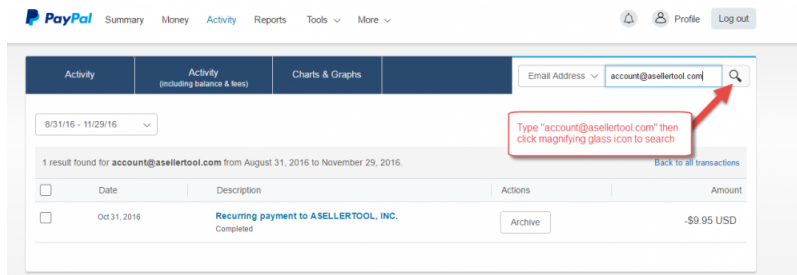 PayPal Summary Money Activity Reports Tools More Profile Log out
Activity
Activity
(including balance & fees)
Charts & Graphs
Email Address account@asellertool.com
8/31/16 - 11/29/16
Type "account@asellertool.com" then
click magnifying glass icon to search
1 result found for account@asellertool.com from August 31, 2016 to November 29, 2016.
Back to all transactions
Date Description Actions Amount
Oct 31, 2016 Recurring payment to ASELLERTOOL, INC. Archive -$9.95 USD
Completed